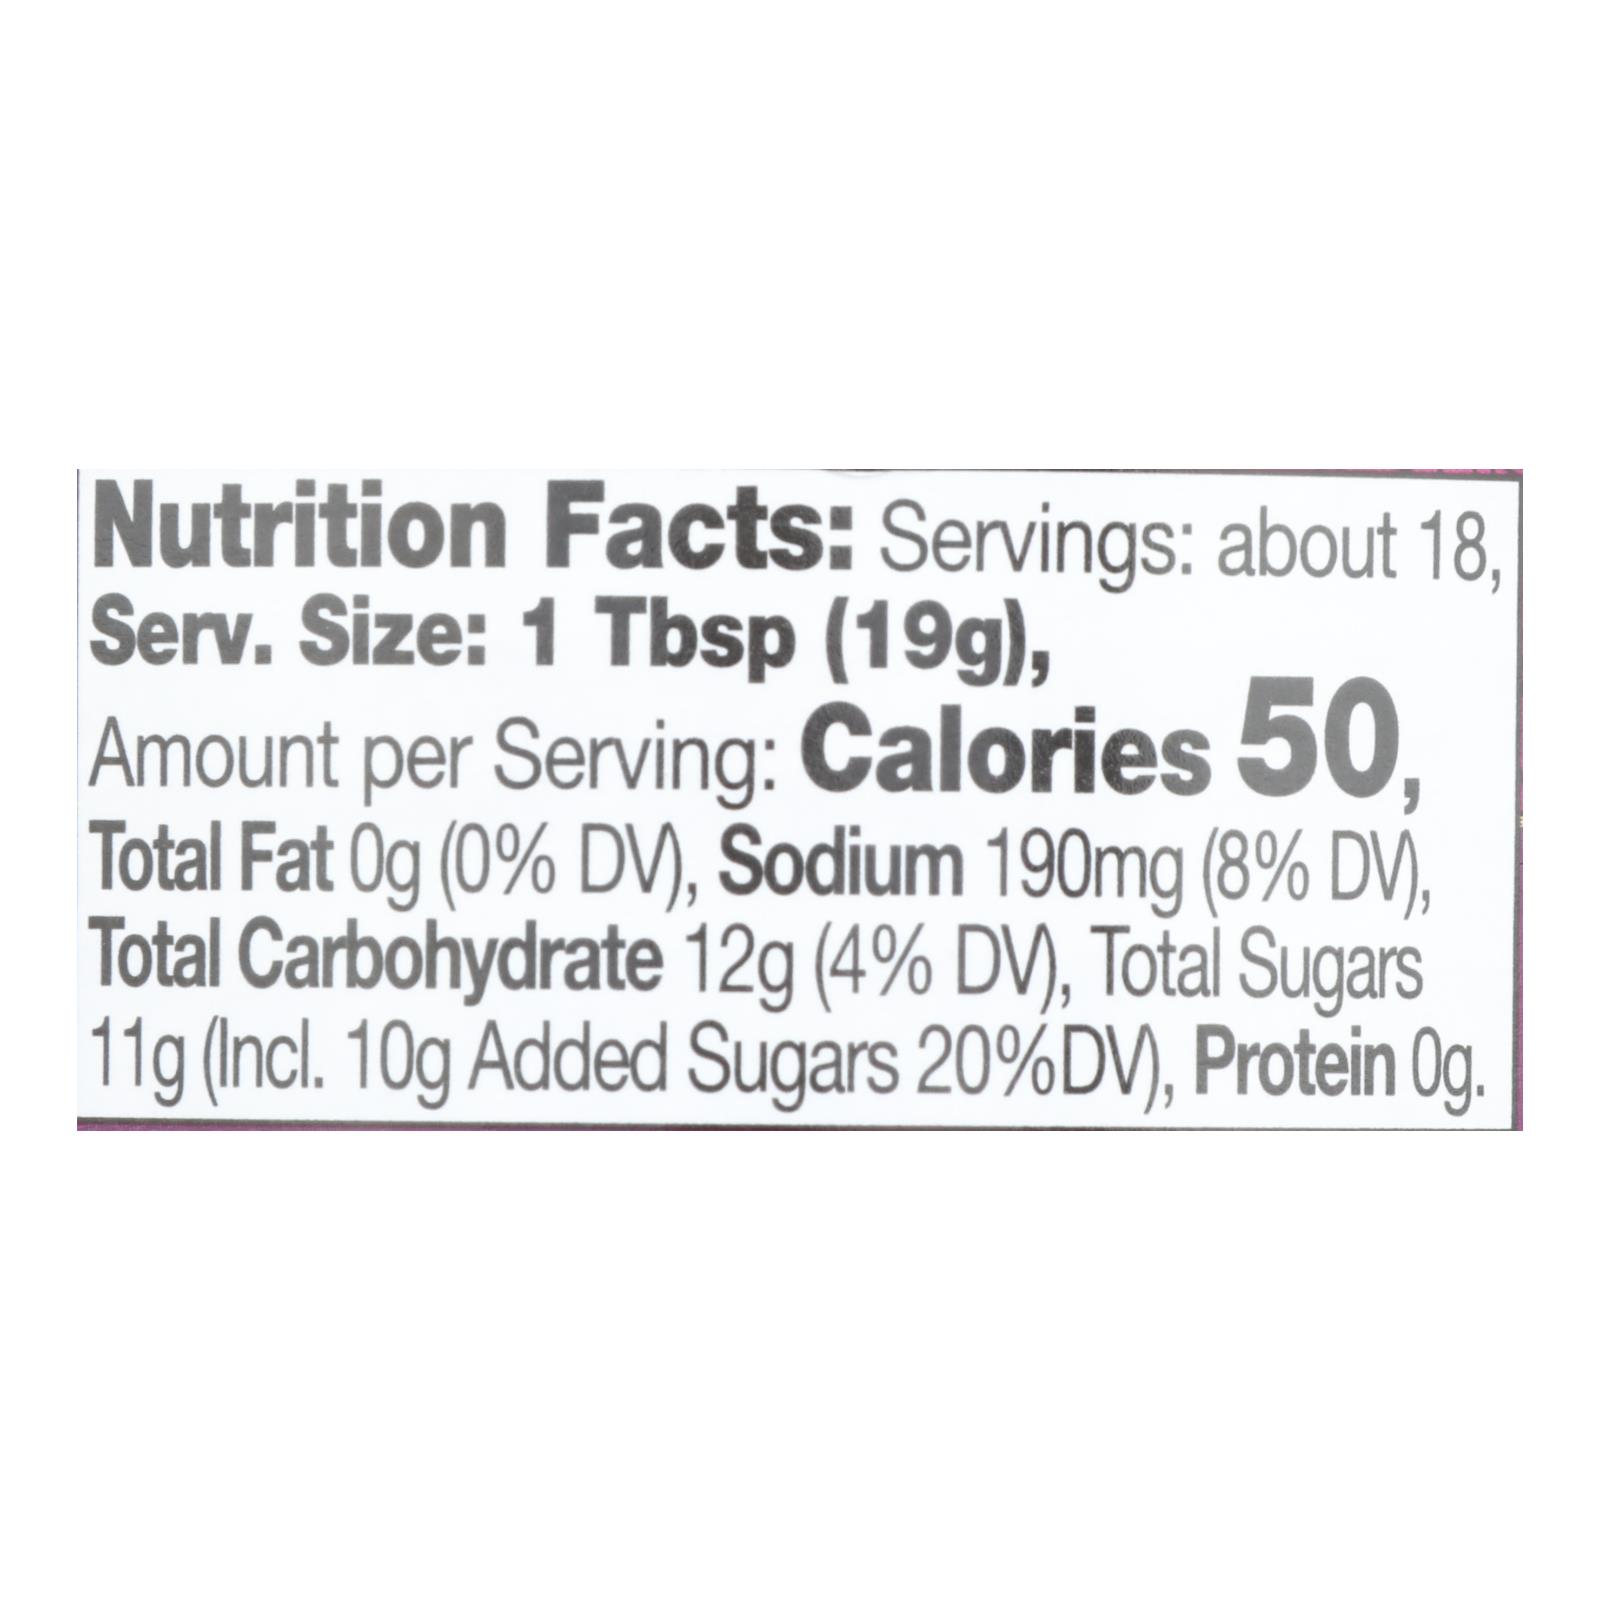 Nutrition Facts: Servings: about 18,
Serv. Size: 1 Tbsp (19g),
Amount per Serving: Calories 50,
Total Fat 0g (0% DV), Sodium 190mg (8% DV),
Total Carbohydrate 12g (4% DV), Total Sugars
11g (Incl. 10g Added Sugars 20%DV), Protein 0g.